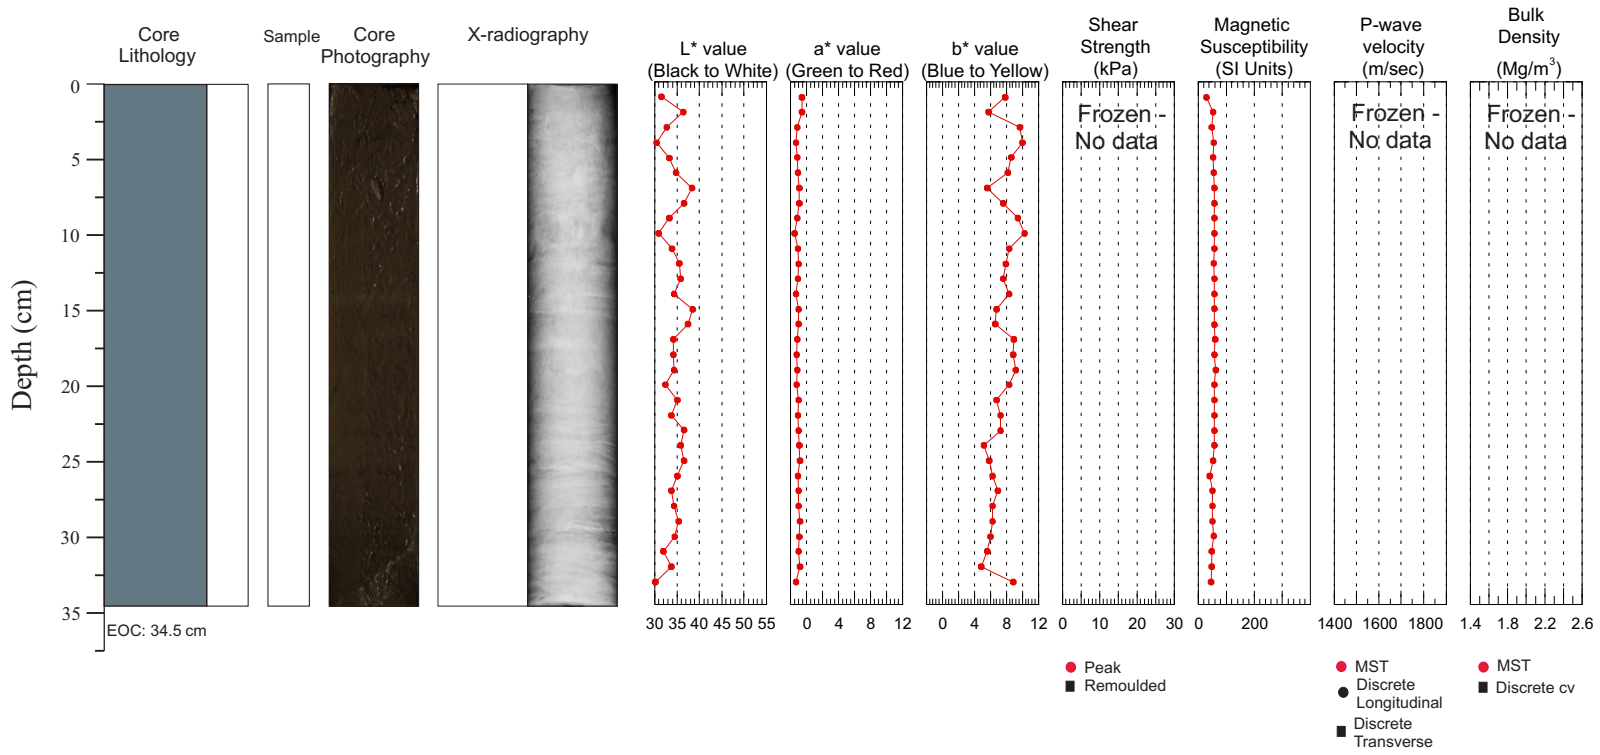 Core
Lithology
Sample
Core
Photography
X-radiography
L* value
(Black to White)
a* value
(Green to Red)
b* value
(Blue to Yellow)
Shear
Strength
(kPa)
Magnetic
Susceptibility
(SI Units)
P-wave
velocity
(m/sec)
Bulk
Density
(Mg/m³)
Depth (cm)
0
5
10
15
20
25
30
35
Frozen -
No data
Frozen -
No data
Frozen -
No data
EOC: 34.5 cm
30 35 40 45 50 55
0 4 8 12
0 4 8 12
0 10 20 30
0 200
1400 1600 1800
1.4 1.8 2.2 2.6
Peak
Remoulded
MST
Discrete
Longitudinal
Discrete
Transverse
MST
Discrete cv